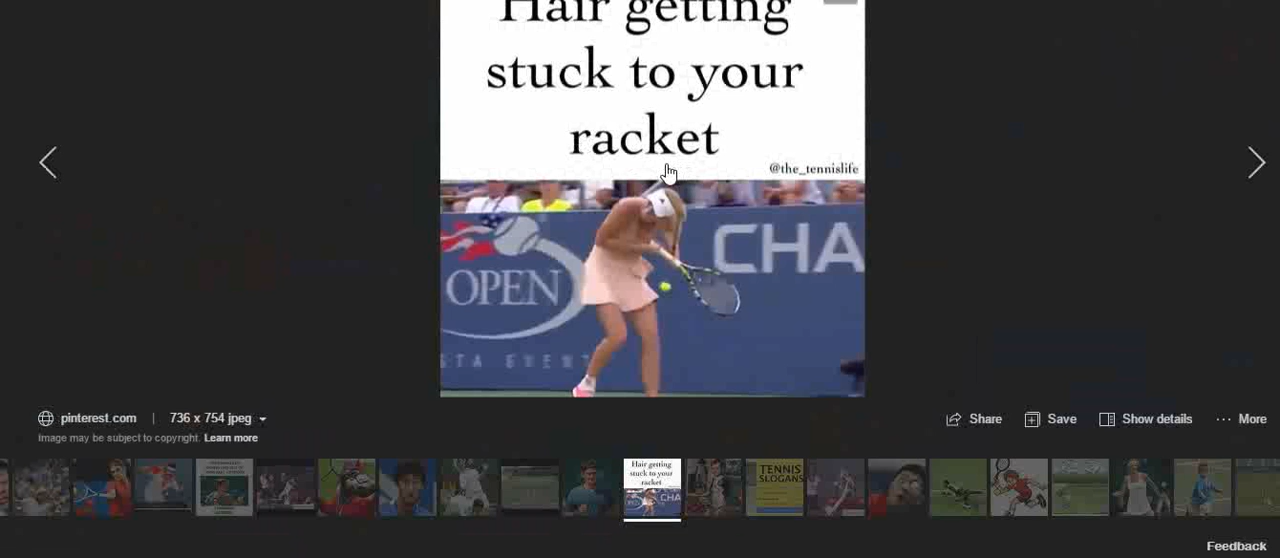 Hair getting
stuck to your
racket
@the_tennislife
OPEN
CHA
pinterest.com | 736 x 754 jpeg
Share
Save
Show details
··· More
Image may be subject to copyright. Learn more
Hair getting
stuck to your
racket
CHA
TENNIS
SLOGANS
Feedback